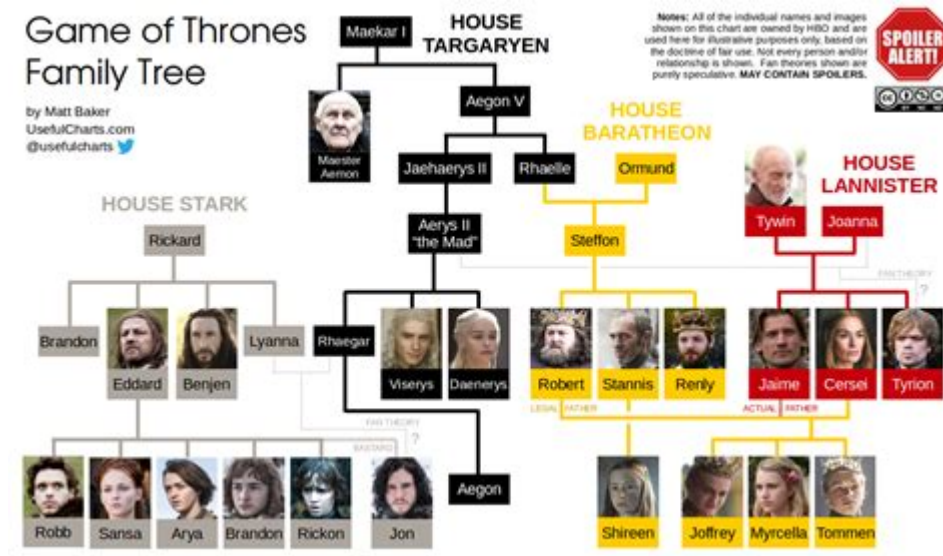 Game of Thrones
Family Tree
by Matt Baker
UsefulCharts.com
@usefulcharts
Notes: All of the individual names and images
shown on this chart are owned by HBO and are
used here for illustrative purposes only, based on
the doctrine of fair use. Not every person and/or
relationship is shown. Fan theories shown are
purely speculative. MAY CONTAIN SPOILERS.
SPOILER
ALERT!
cc
HOUSE
TARGARYEN
Maekar I
Maester
Aemon
Aegon V
Jaehaerys II
Rhaelle
Aerys II
"the Mad"
Rhaegar
Viserys
Daenerys
Aegon
HOUSE
BARATHEON
Ormund
Steffon
Robert
Stannis
Renly
LEGAL FATHER
ACTUAL FATHER
Shireen
Joffrey
Myrcella
Tommen
HOUSE
LANNISTER
Tywin
Joanna
FAN THEORY
?
Jaime
Cersei
Tyrion
HOUSE STARK
Rickard
Brandon
Eddard
Benjen
Lyanna
FAN THEORY
?
BASTARD
Robb
Sansa
Arya
Brandon
Rickon
Jon